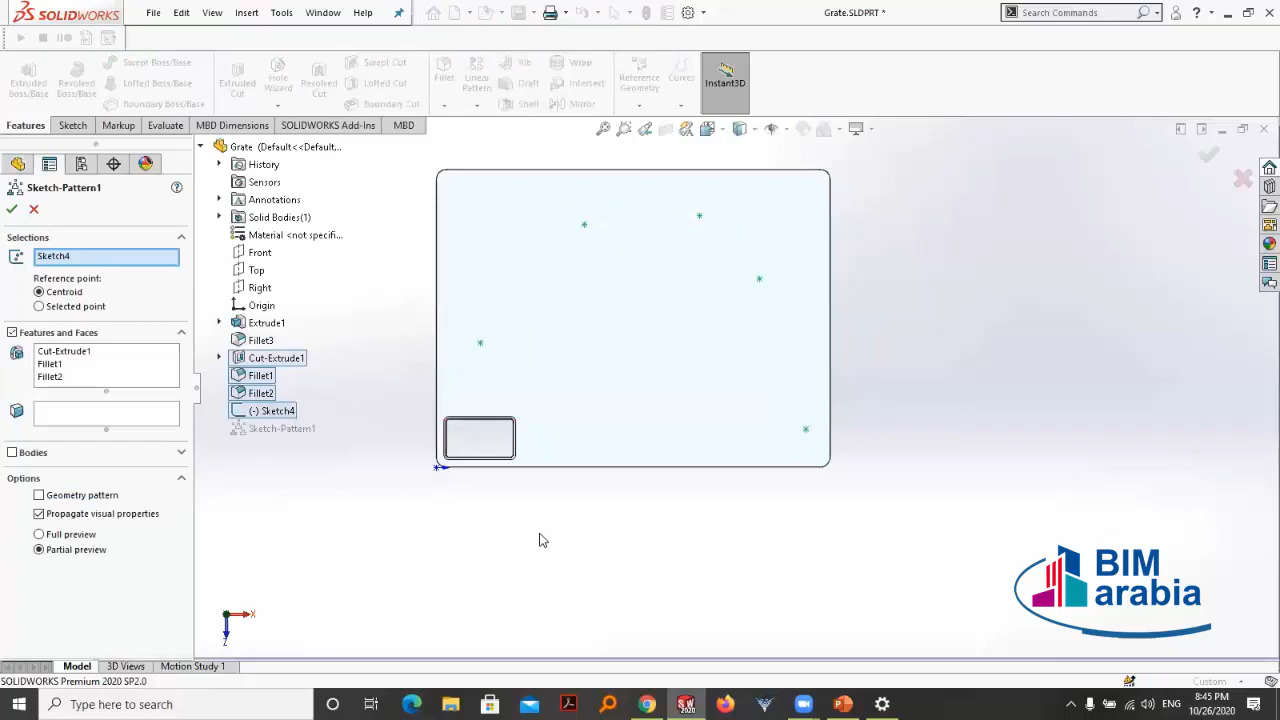 SOLIDWORKS
File Edit View Insert Tools Window Help
Grate.SLDPRT *
Search Commands
Extruded Boss/Base
Revolved Boss/Base
Swept Boss/Base
Lofted Boss/Base
Boundary Boss/Base
Extruded Cut
Hole Wizard
Revolved Cut
Swept Cut
Lofted Cut
Boundary Cut
Fillet
Linear Pattern
Rib
Draft
Shell
Wrap
Intersect
Mirror
Reference Geometry
Curves
Instant3D
Features Sketch Markup Evaluate MBD Dimensions SOLIDWORKS Add-Ins MBD
Sketch-Pattern1
Selections
Sketch4
Reference point:
Centroid
Selected point
Features and Faces
Cut-Extrude1
Fillet1
Fillet2
Bodies
Options
Geometry pattern
Propagate visual properties
Full preview
Partial preview
Grate (Default<<Default...
History
Sensors
Annotations
Solid Bodies(1)
Material <not specifi...
Front
Top
Right
Origin
Extrude1
Fillet3
Cut-Extrude1
Fillet1
Fillet2
(-) Sketch4
Sketch-Pattern1
X
Z
BIM
arabia
Model 3D Views Motion Study 1
SOLIDWORKS Premium 2020 SP2.0
Custom
Type here to search
ENG
8:45 PM
10/26/2020